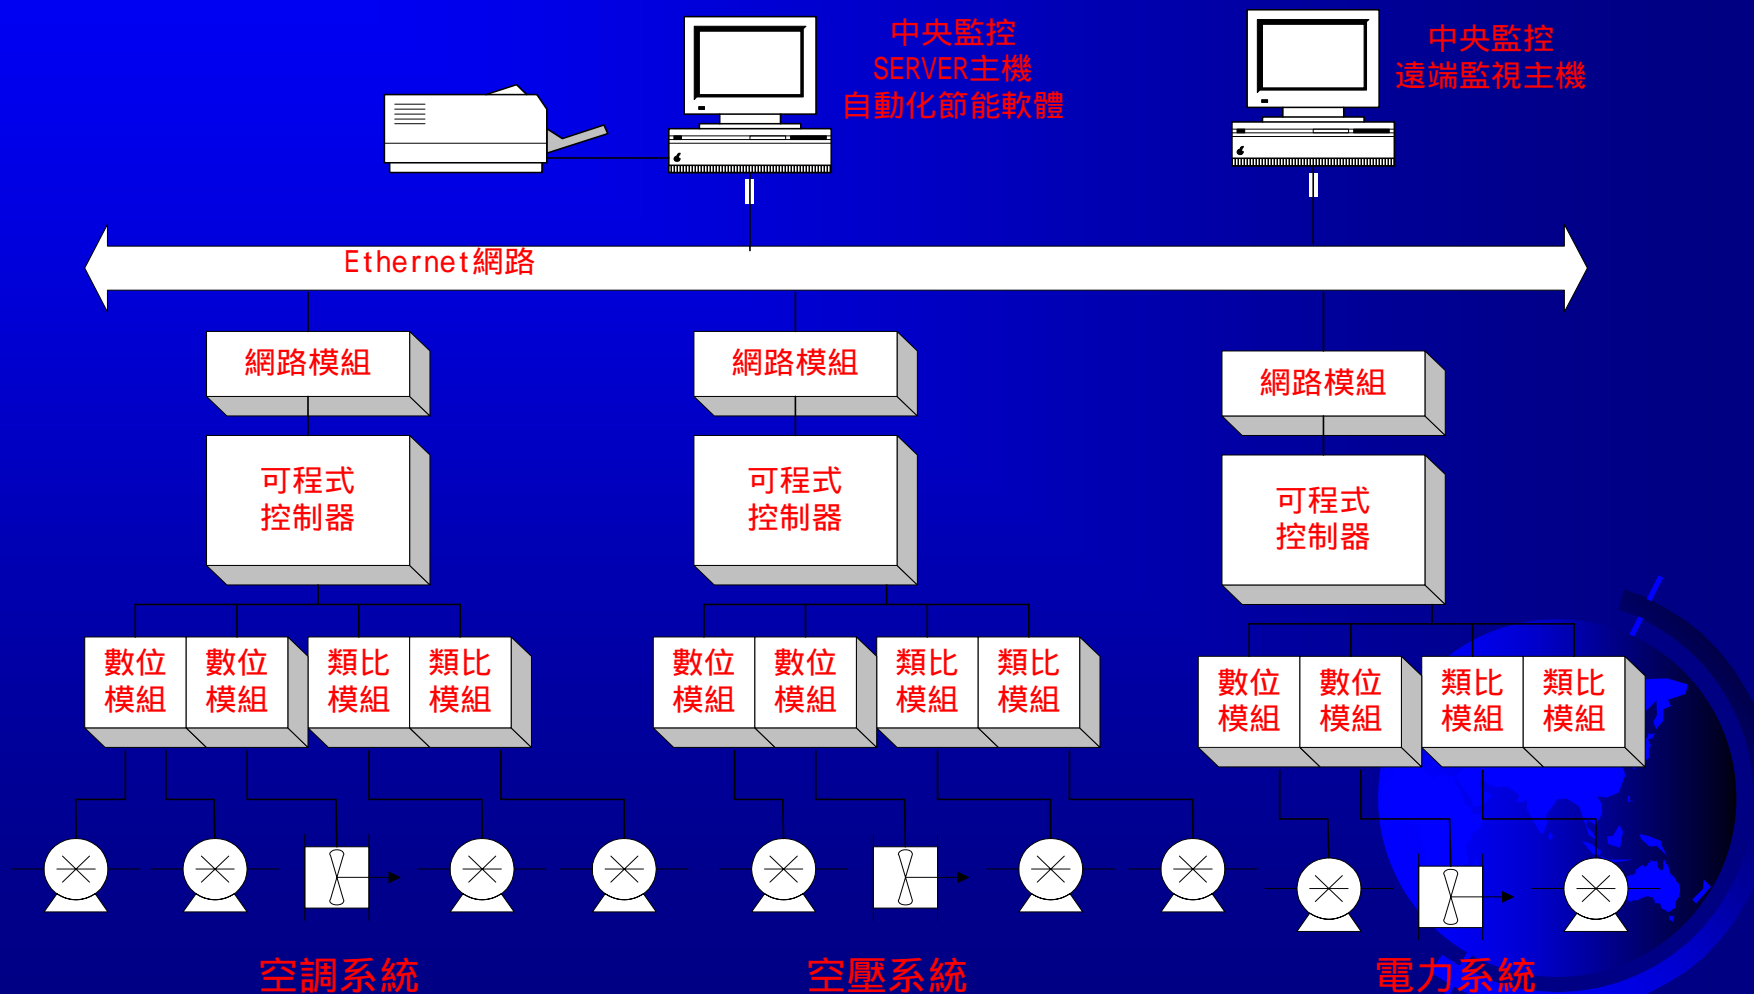 中央監控
SERVER主機
自動化節能軟體
中央監控
遠端監視主機
Ethernet網路
網路模組
網路模組
網路模組
可程式
控制器
可程式
控制器
可程式
控制器
數位
模組
數位
模組
類比
模組
類比
模組
數位
模組
數位
模組
類比
模組
類比
模組
數位
模組
數位
模組
類比
模組
類比
模組
空調系統
空壓系統
電力系統